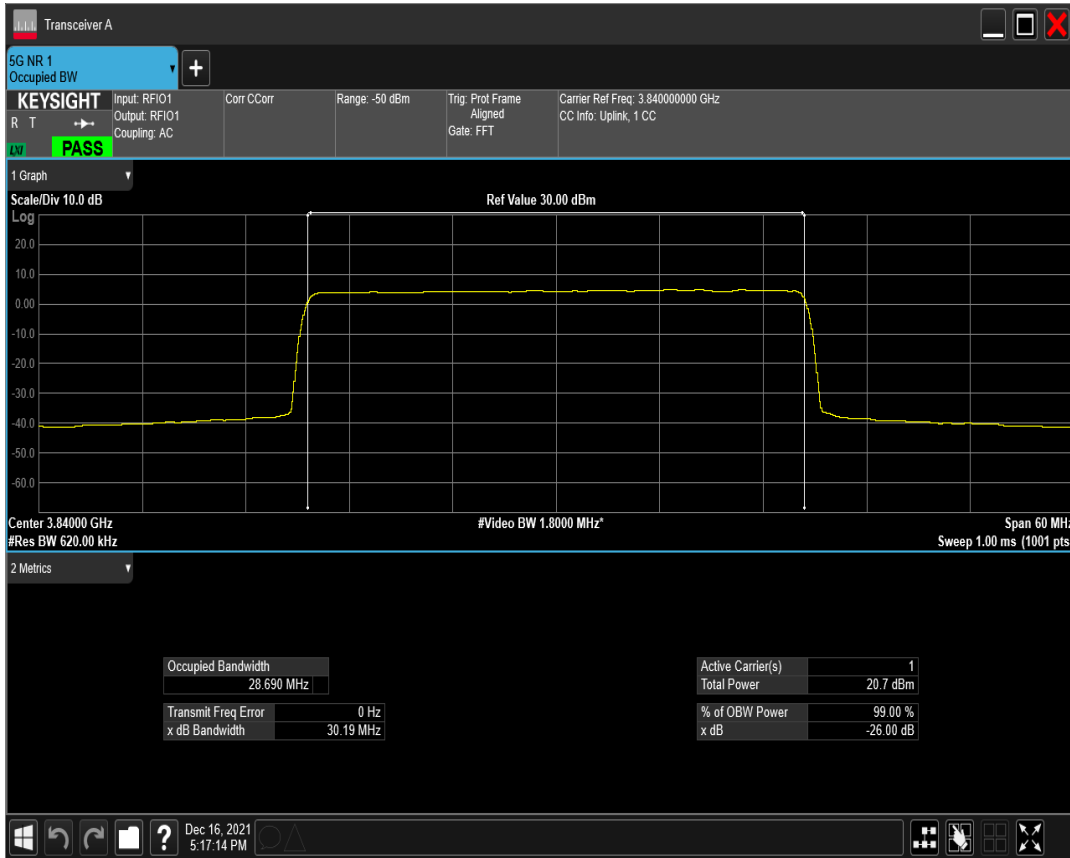 Transceiver A
5G NR 1
Occupied BW
KEYSIGHT
R T
LXI
PASS
Input: RFIO1
Output: RFIO1
Coupling: AC
Corr CCorr
Range: -50 dBm
Trig: Prot Frame
Aligned
Gate: FFT
Carrier Ref Freq: 3.840000000 GHz
CC Info: Uplink, 1 CC
1 Graph
Scale/Div 10.0 dB
Ref Value 30.00 dBm
Log
20.0
10.0
0.00
-10.0
-20.0
-30.0
-40.0
-50.0
-60.0
Center 3.84000 GHz
#Video BW 1.8000 MHz*
Span 60 MHz
#Res BW 620.00 kHz
Sweep 1.00 ms (1001 pts
2 Metrics
Occupied Bandwidth
28.690 MHz
Transmit Freq Error 0 Hz
x dB Bandwidth 30.19 MHz
Active Carrier(s) 1
Total Power 20.7 dBm
% of OBW Power 99.00 %
x dB -26.00 dB
?
Dec 16, 2021
5:17:14 PM